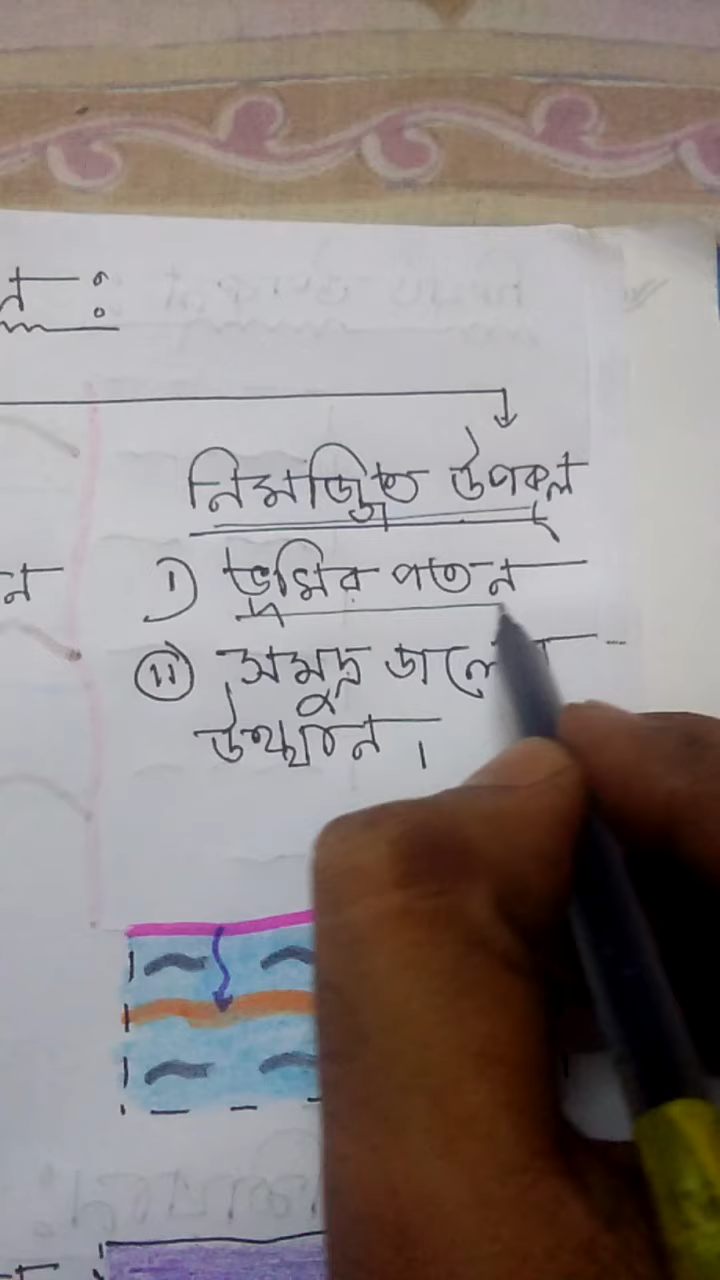 নিমজ্জিত উপকূল
i) ভূমির পতন
ii) সমুদ্র জলের
উত্থান ।